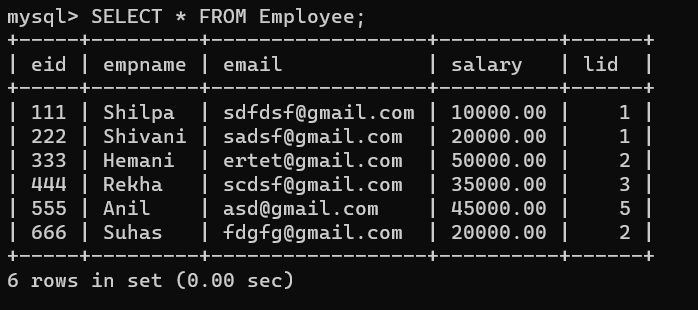 mysql> SELECT * FROM Employee;
+-----+---------+------------------+----------+------+
| eid | empname | email            | salary   | lid  |
+-----+---------+------------------+----------+------+
| 111 | Shilpa  | sdfdsf@gmail.com | 10000.00 |    1 |
| 222 | Shivani | sadsf@gmail.com  | 20000.00 |    1 |
| 333 | Hemani  | ertet@gmail.com  | 50000.00 |    2 |
| 444 | Rekha   | scdsf@gmail.com  | 35000.00 |    3 |
| 555 | Anil    | asd@gmail.com    | 45000.00 |    5 |
| 666 | Suhas   | fdgfg@gmail.com  | 20000.00 |    2 |
+-----+---------+------------------+----------+------+
6 rows in set (0.00 sec)